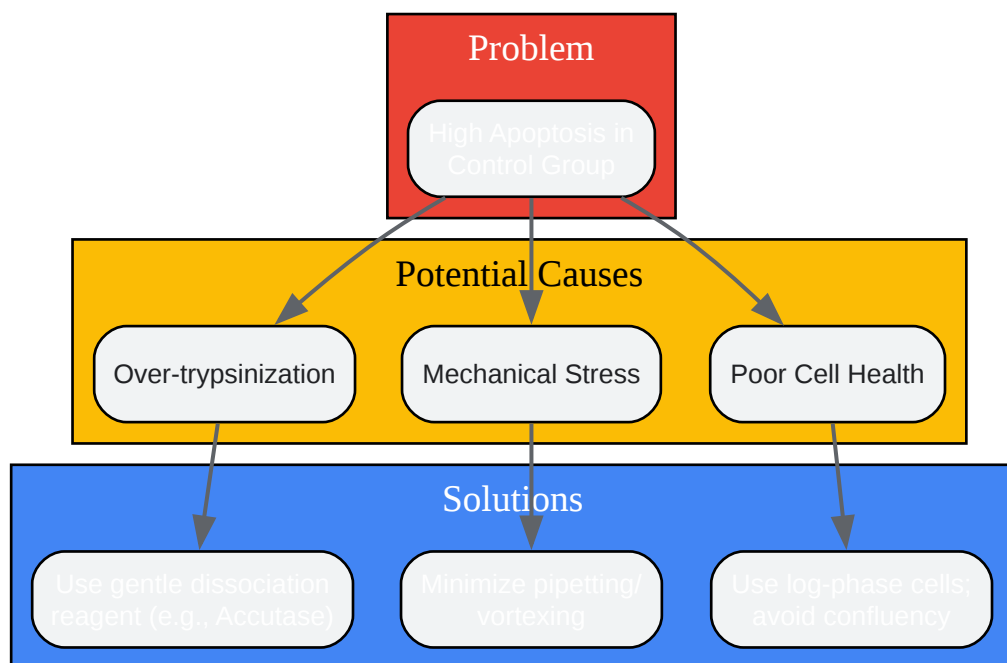 Problem
High Apoptosis in
Control Group
Potential Causes
Over-trypsinization
Mechanical Stress
Poor Cell Health
Solutions
Use gentle dissociation
reagent (e.g., Accutase)
Minimize pipetting/
vortexing
Use log-phase cells;
avoid confluency